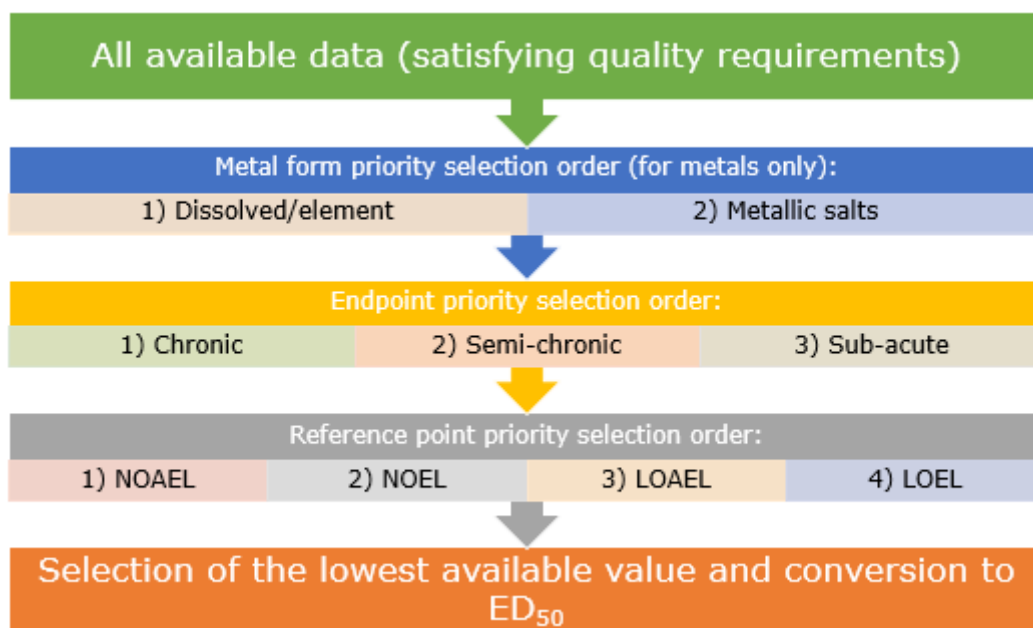 All available data (satisfying quality requirements)
Metal form priority selection order (for metals only):
1) Dissolved/element 2) Metallic salts
Endpoint priority selection order:
1) Chronic 2) Semi-chronic 3) Sub-acute
Reference point priority selection order:
1) NOAEL 2) NOEL 3) LOAEL 4) LOEL
Selection of the lowest available value and conversion to
ED₅₀